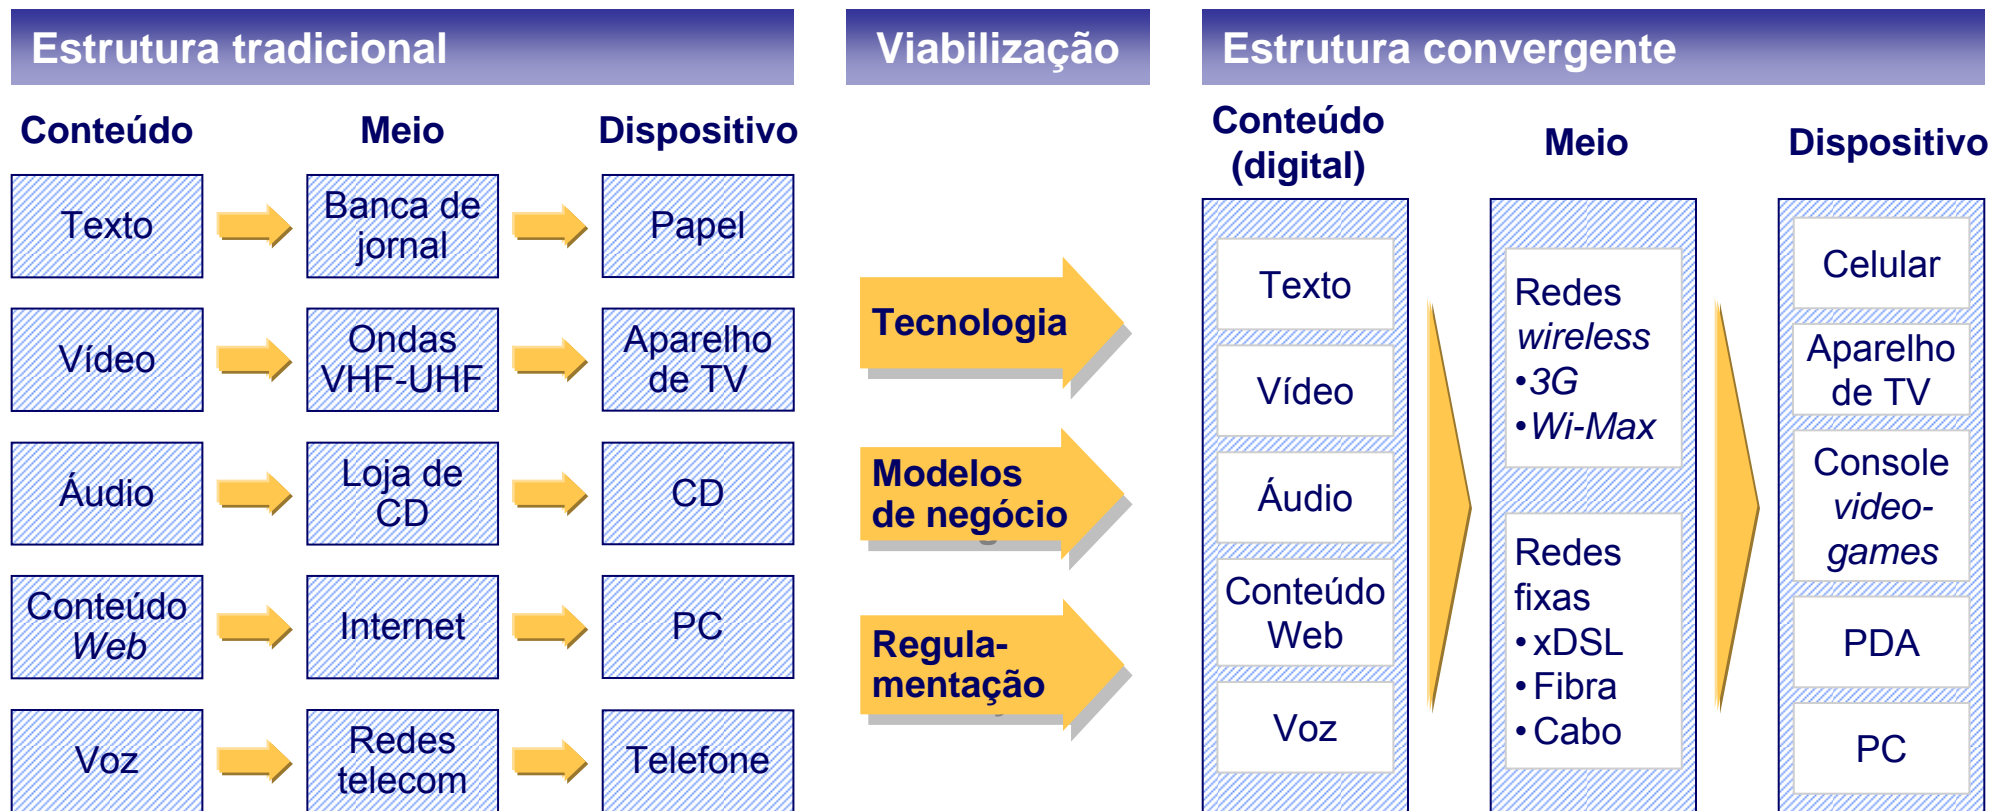 Estrutura tradicional
Conteúdo
Meio
Dispositivo
Texto
Banca de
jornal
Papel
Vídeo
Ondas
VHF-UHF
Aparelho
de TV
Áudio
Loja de
CD
CD
Conteúdo
Web
Internet
PC
Voz
Redes
telecom
Telefone
Viabilização
Tecnologia
Modelos
de negócio
Regula-
mentação
Estrutura convergente
Conteúdo
(digital)
Meio
Dispositivo
Texto
Vídeo
Áudio
Conteúdo
Web
Voz
Redes
wireless
•3G
•Wi-Max
Redes
fixas
•xDSL
•Fibra
•Cabo
Celular
Aparelho
de TV
Console
video-
games
PDA
PC